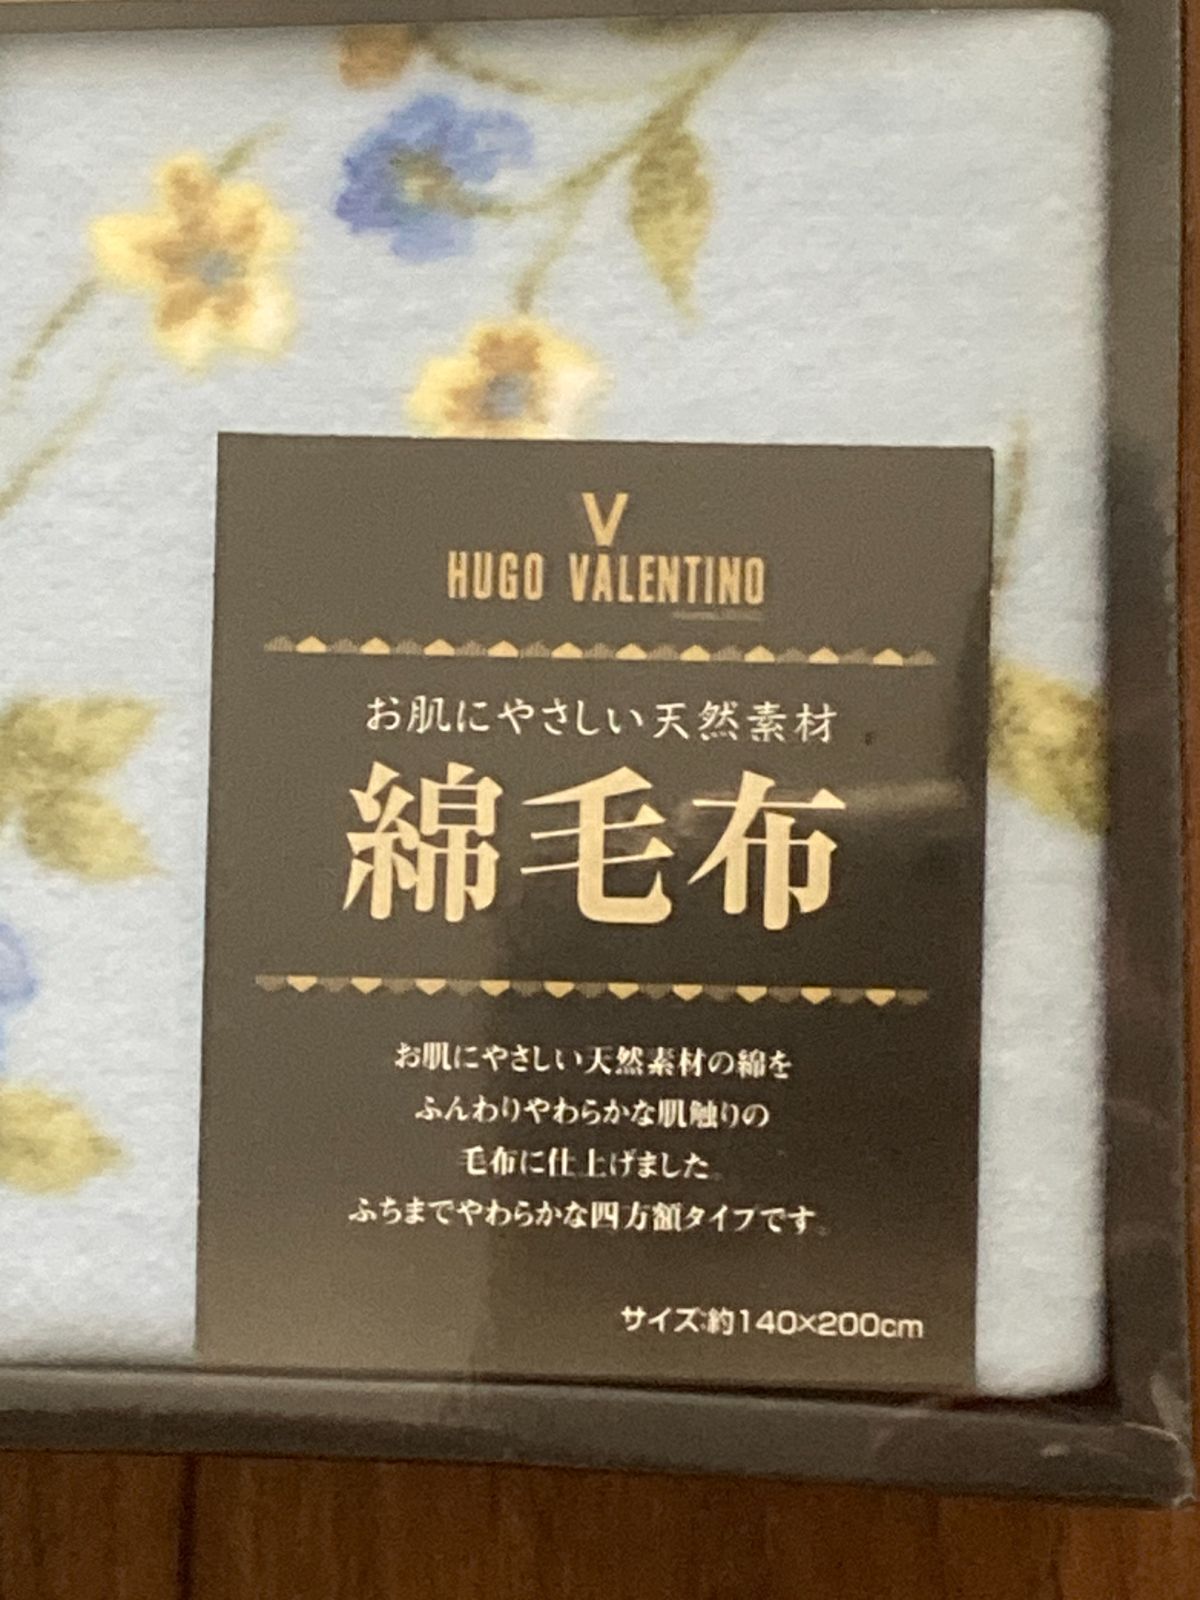 V
HUGO VALENTINO
お肌にやさしい天然素材
綿毛布
お肌にやさしい天然素材の綿を
ふんわりやわらかな肌触りの
毛布に仕上げました。
ふちまでやわらかな四方額タイプです。
サイズ:約140×200cm